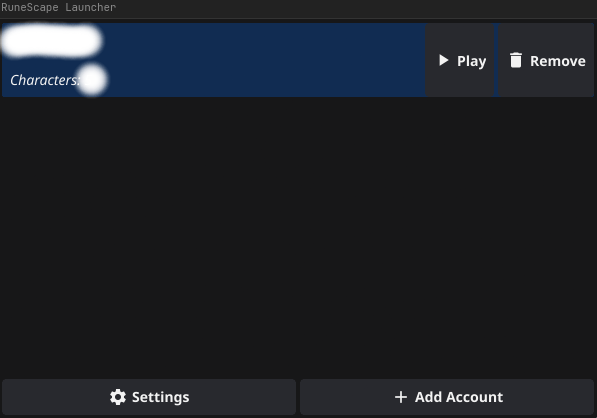 RuneScape Launcher
Characters:
Play
Remove
Settings
Add Account